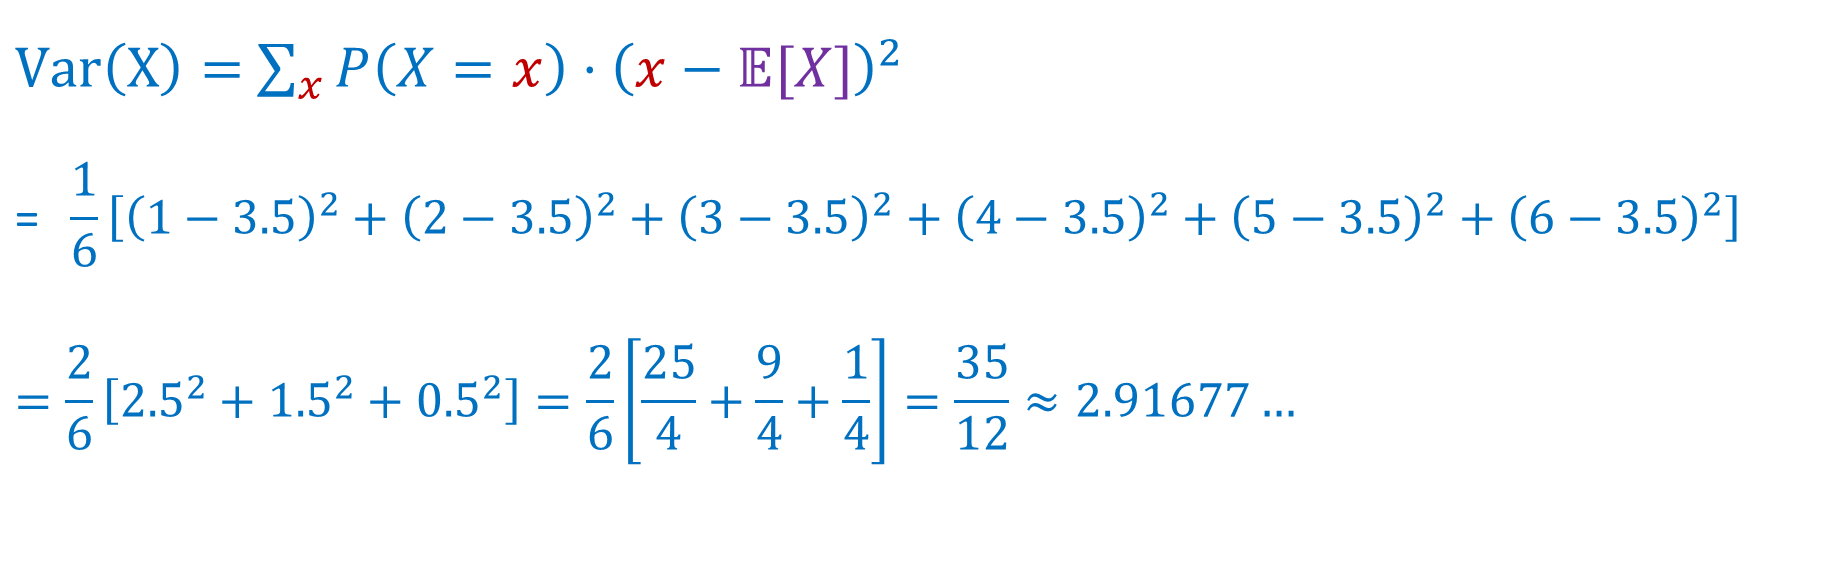 Var(X) = ∑ₓ P(X = x) · (x − 𝔼[X])²
= 1/6 [(1 − 3.5)² + (2 − 3.5)² + (3 − 3.5)² + (4 − 3.5)² + (5 − 3.5)² + (6 − 3.5)²]
= 2/6 [2.5² + 1.5² + 0.5²] = 2/6 [25/4 + 9/4 + 1/4] = 35/12 ≈ 2.91677 ...